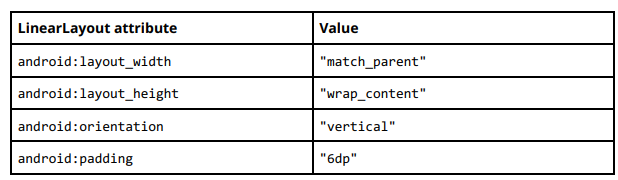 LinearLayout attribute Value
android:layout_width "match_parent"
android:layout_height "wrap_content"
android:orientation "vertical"
android:padding "6dp"